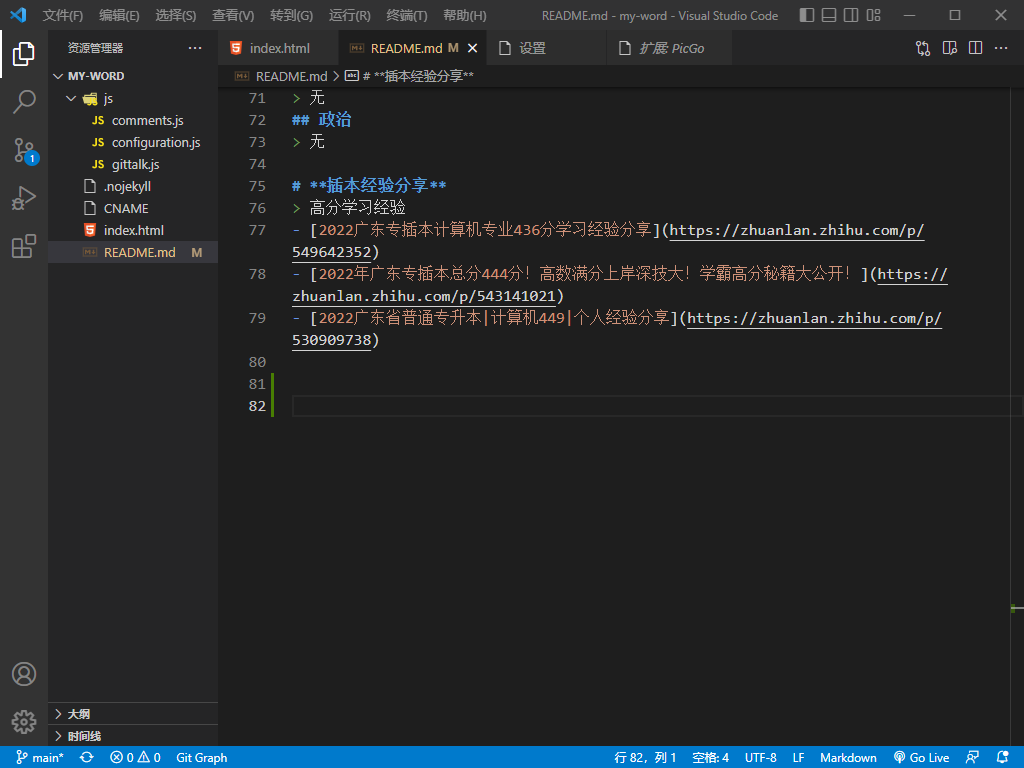 文件(F) 编辑(E) 选择(S) 查看(V) 转到(G) 运行(R) 终端(T) 帮助(H) README.md - my-word - Visual Studio Code
资源管理器 ···
index.html
README.md M
设置
扩展: PicGo
README.md > # **插本经验分享**
MY-WORD
js
JS comments.js
JS configuration.js
JS gittalk.js
.nojekyll
CNAME
index.html
README.md M
大纲
时间线
1
71 > 无
72 ## 政治
73 > 无
74
75 # **插本经验分享**
76 > 高分学习经验
77 - [2022广东专插本计算机专业436分学习经验分享](https://zhuanlan.zhihu.com/p/
549642352)
78 - [2022年广东专插本总分444分！高数满分上岸深技大！学霸高分秘籍大公开！](https://
zhuanlan.zhihu.com/p/543141021)
79 - [2022广东省普通专升本|计算机449|个人经验分享](https://zhuanlan.zhihu.com/p/
530909738)
80
81
82
main* 0 0 Git Graph 行 82，列 1 空格: 4 UTF-8 LF Markdown Go Live